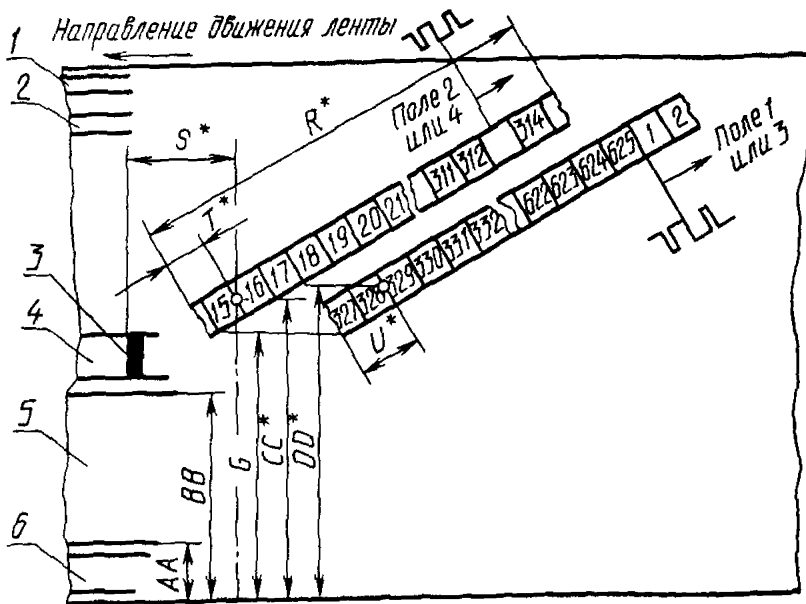 Направление движения ленты
1
2
S*
R*
T*
Поле 2
или 4
Поле 1
или 3
15 16 17 18 19 20 21 311 312 314
327 328 329 330 331 332 622 623 624 625 1 2
U*
3
4
5
6
G
CC*
DD*
BB
AA